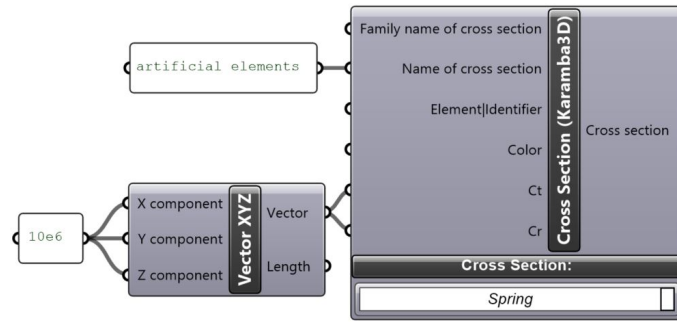 Family name of cross section
artificial elements
Name of cross section
Element|Identifier
Color
Ct
Cr
Cross Section (Karamba3D)
Cross section
10e6
X component
Y component
Z component
Vector XYZ
Vector
Length
Cross Section:
Spring